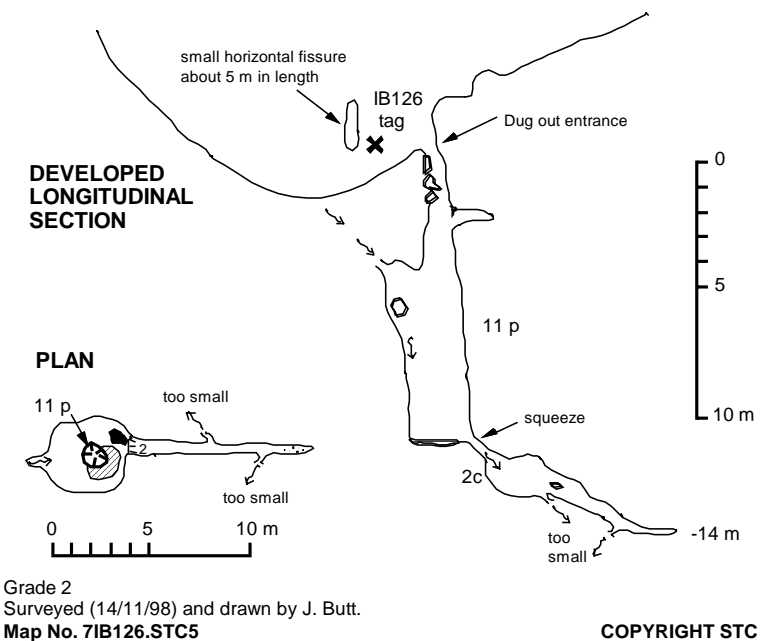 small horizontal fissure
about 5 m in length
IB126
tag
Dug out entrance
DEVELOPED
LONGITUDINAL
SECTION
0
5
10 m
11 p
squeeze
2c
too
small
-14 m
PLAN
11 p
too small
2
too small
0 5 10 m
Grade 2
Surveyed (14/11/98) and drawn by J. Butt.
Map No. 7IB126.STC5
COPYRIGHT STC